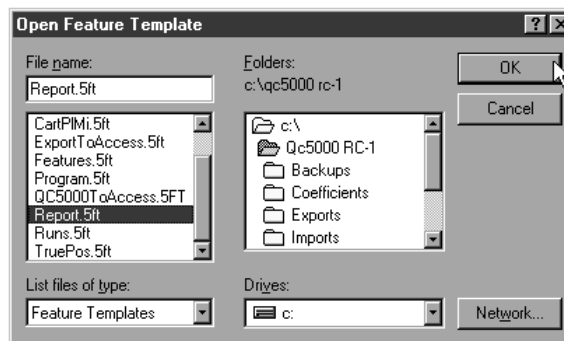 Open Feature Template
File name:
Report.5ft
CartPlMi.5ft
ExportToAccess.5ft
Features.5ft
Program.5ft
QC5000ToAccess.5FT
Report.5ft
Runs.5ft
TruePos.5ft
List files of type:
Feature Templates
Folders:
c:\qc5000 rc-1
c:\
Qc5000 RC-1
Backups
Coefficients
Exports
Imports
Drives:
c:
OK
Cancel
Network...